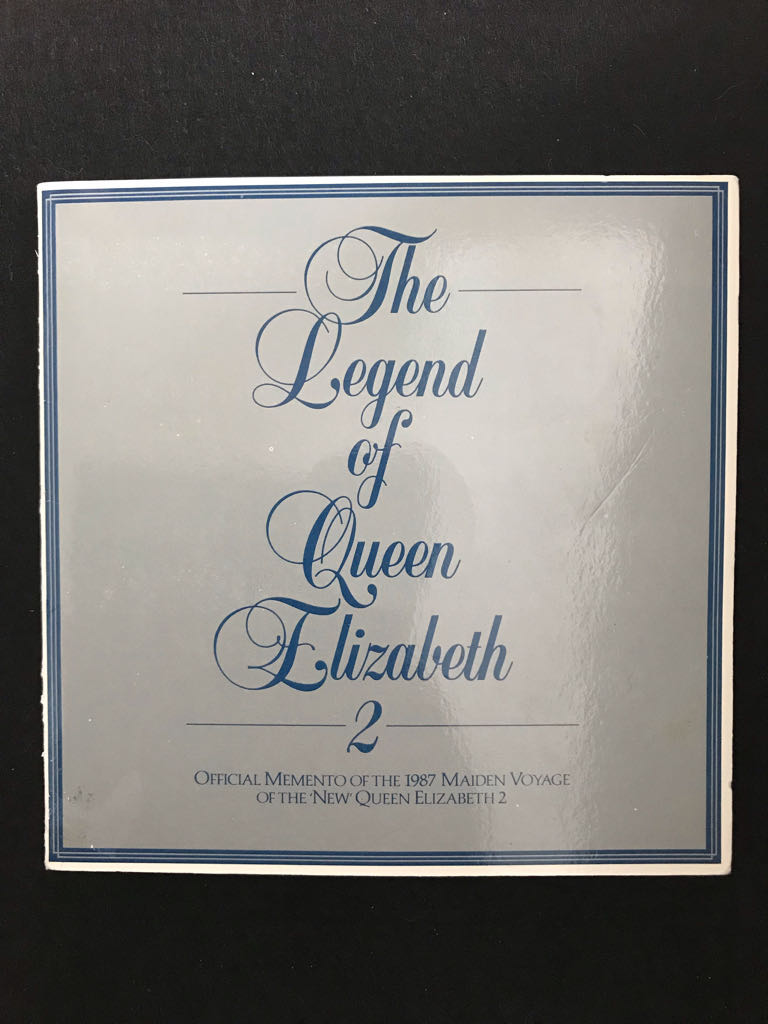 The
Legend
of
Queen
Elizabeth
2
OFFICIAL MEMENTO OF THE 1987 MAIDEN VOYAGE
OF THE 'NEW' QUEEN ELIZABETH 2